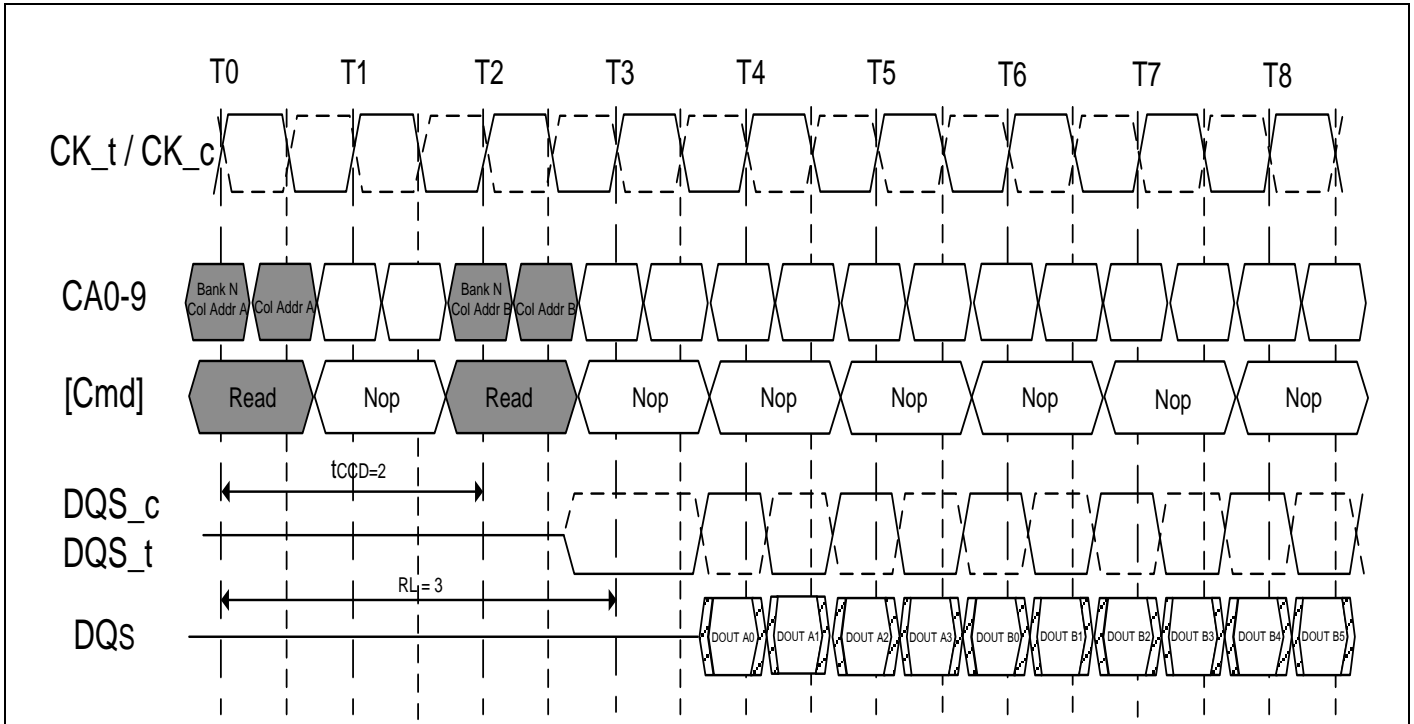 T0 T1 T2 T3 T4 T5 T6 T7 T8
CK_t / CK_c
CA0-9
Bank N
Col Addr A
Col Addr A
Bank N
Col Addr B
Col Addr B
[Cmd]
Read Nop Read Nop Nop Nop Nop Nop Nop
tCCD=2
DQS_c
DQS_t
RL = 3
DQs
DOUT A0 DOUT A1 DOUT A2 DOUT A3 DOUT B0 DOUT B1 DOUT B2 DOUT B3 DOUT B4 DOUT B5